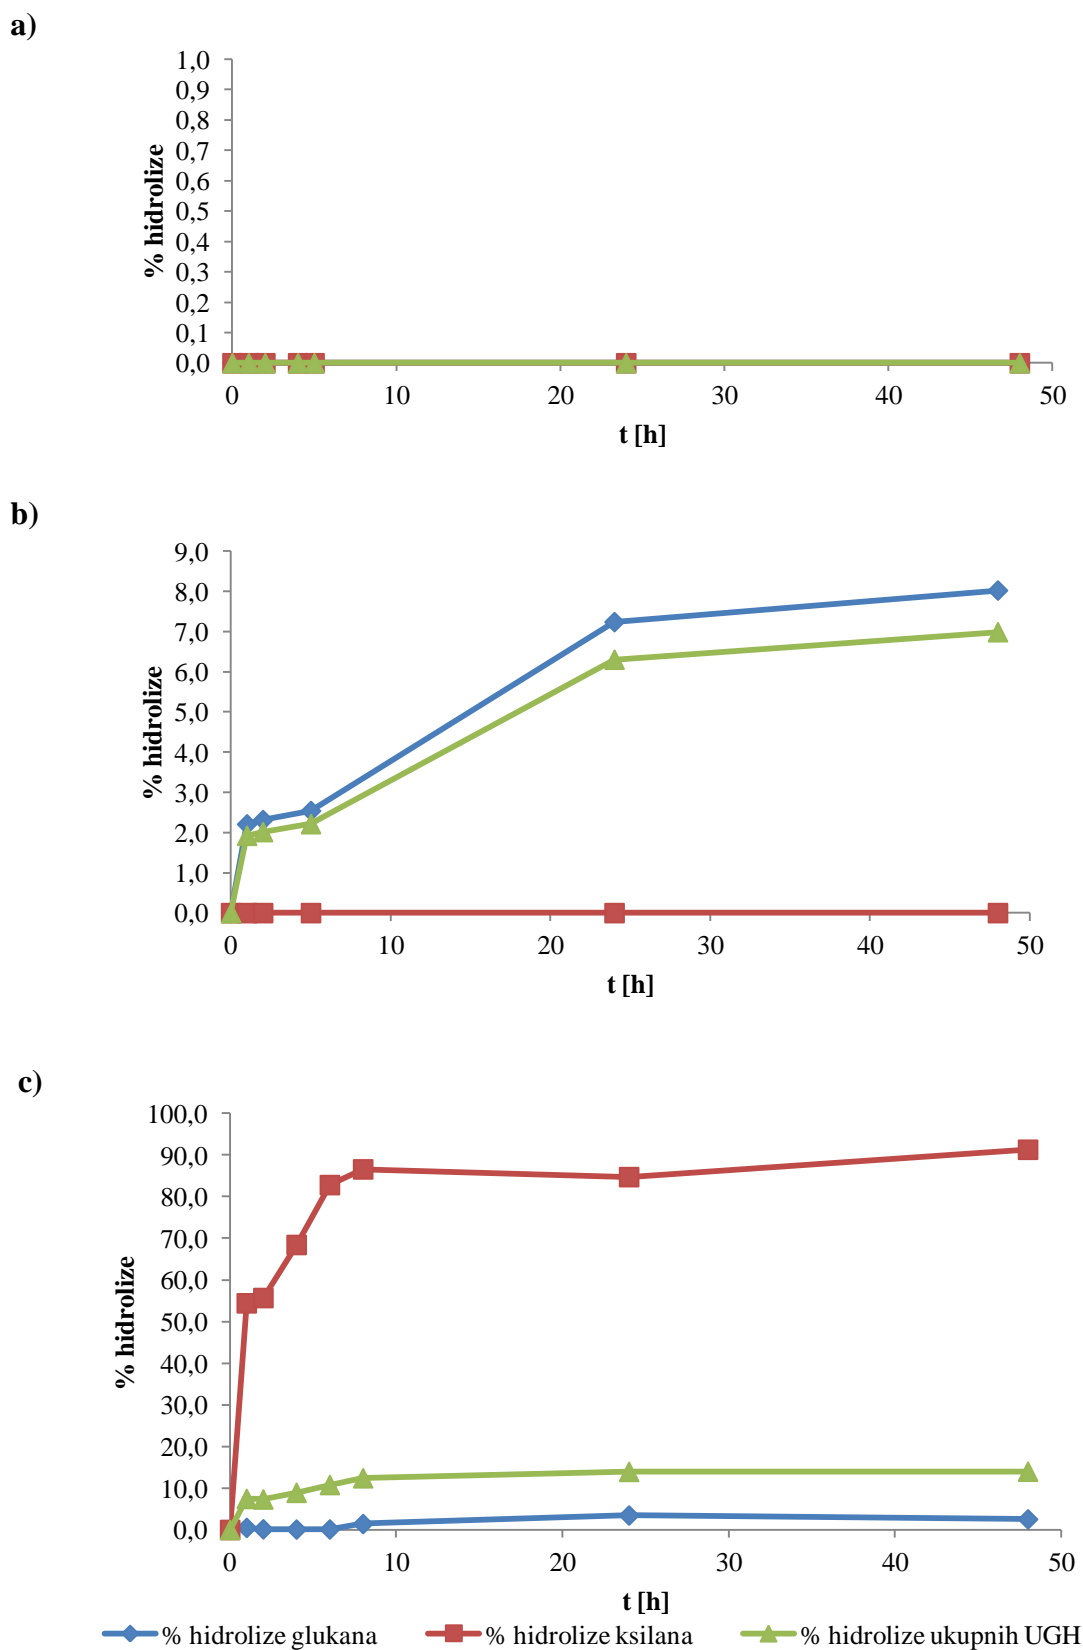 a)
1,0
0,9
0,8
0,7
0,6
0,5
0,4
0,3
0,2
0,1
0,0
% hidrolize
0 10 20 30 40 50
t [h]
b)
9,0
8,0
7,0
6,0
5,0
4,0
3,0
2,0
1,0
0,0
% hidrolize
0 10 20 30 40 50
t [h]
c)
100,0
90,0
80,0
70,0
60,0
50,0
40,0
30,0
20,0
10,0
0,0
% hidrolize
0 10 20 30 40 50
t [h]
% hidrolize glukana % hidrolize ksilana % hidrolize ukupnih UGH